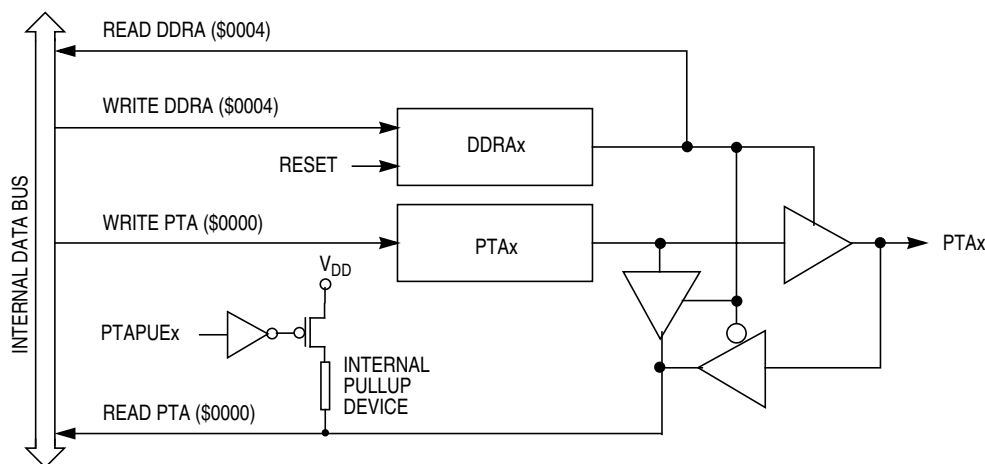 READ DDRA ($0004)
WRITE DDRA ($0004)
DDRAx
RESET
INTERNAL DATA BUS
WRITE PTA ($0000)
PTAx
PTAx
VDD
PTAPUEx
INTERNAL
PULLUP
DEVICE
READ PTA ($0000)